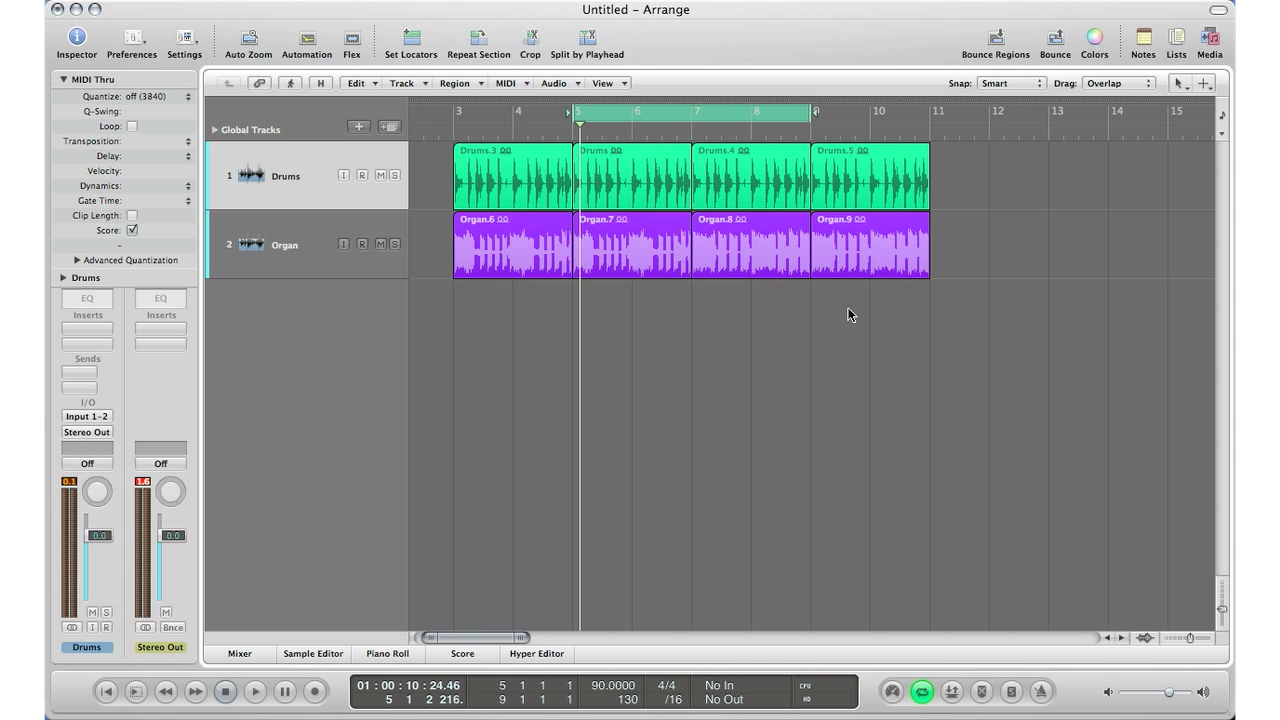 Untitled – Arrange
Inspector Preferences Settings Auto Zoom Automation Flex Set Locators Repeat Section Crop Split by Playhead Bounce Regions Bounce Colors Notes Lists Media
MIDI Thru
H Edit Track Region MIDI Audio View Snap: Smart Drag: Overlap
Quantize: off (3840)
Q-Swing:
Loop:
Transposition:
Delay:
Velocity:
Dynamics:
Gate Time:
Clip Length:
Score:
Advanced Quantization
Drums
3 4 5 6 7 8 9 10 11 12 13 14 15
Global Tracks
1 Drums I R M S
Drums.3 Drums Drums.4 Drums.5
2 Organ I R M S
Organ.6 Organ.7 Organ.8 Organ.9
EQ EQ
Inserts Inserts
Sends
I/O
Input 1-2
Stereo Out
Off Off
0.1 1.6
0.0 0.0
M S M
I R Bnce
Drums Stereo Out
Mixer Sample Editor Piano Roll Score Hyper Editor
01 : 00 : 10 : 24.46 5 1 1 1 90.0000 4/4 No In CPU
5 1 2 216. 9 1 1 1 130 /16 No Out HD
S